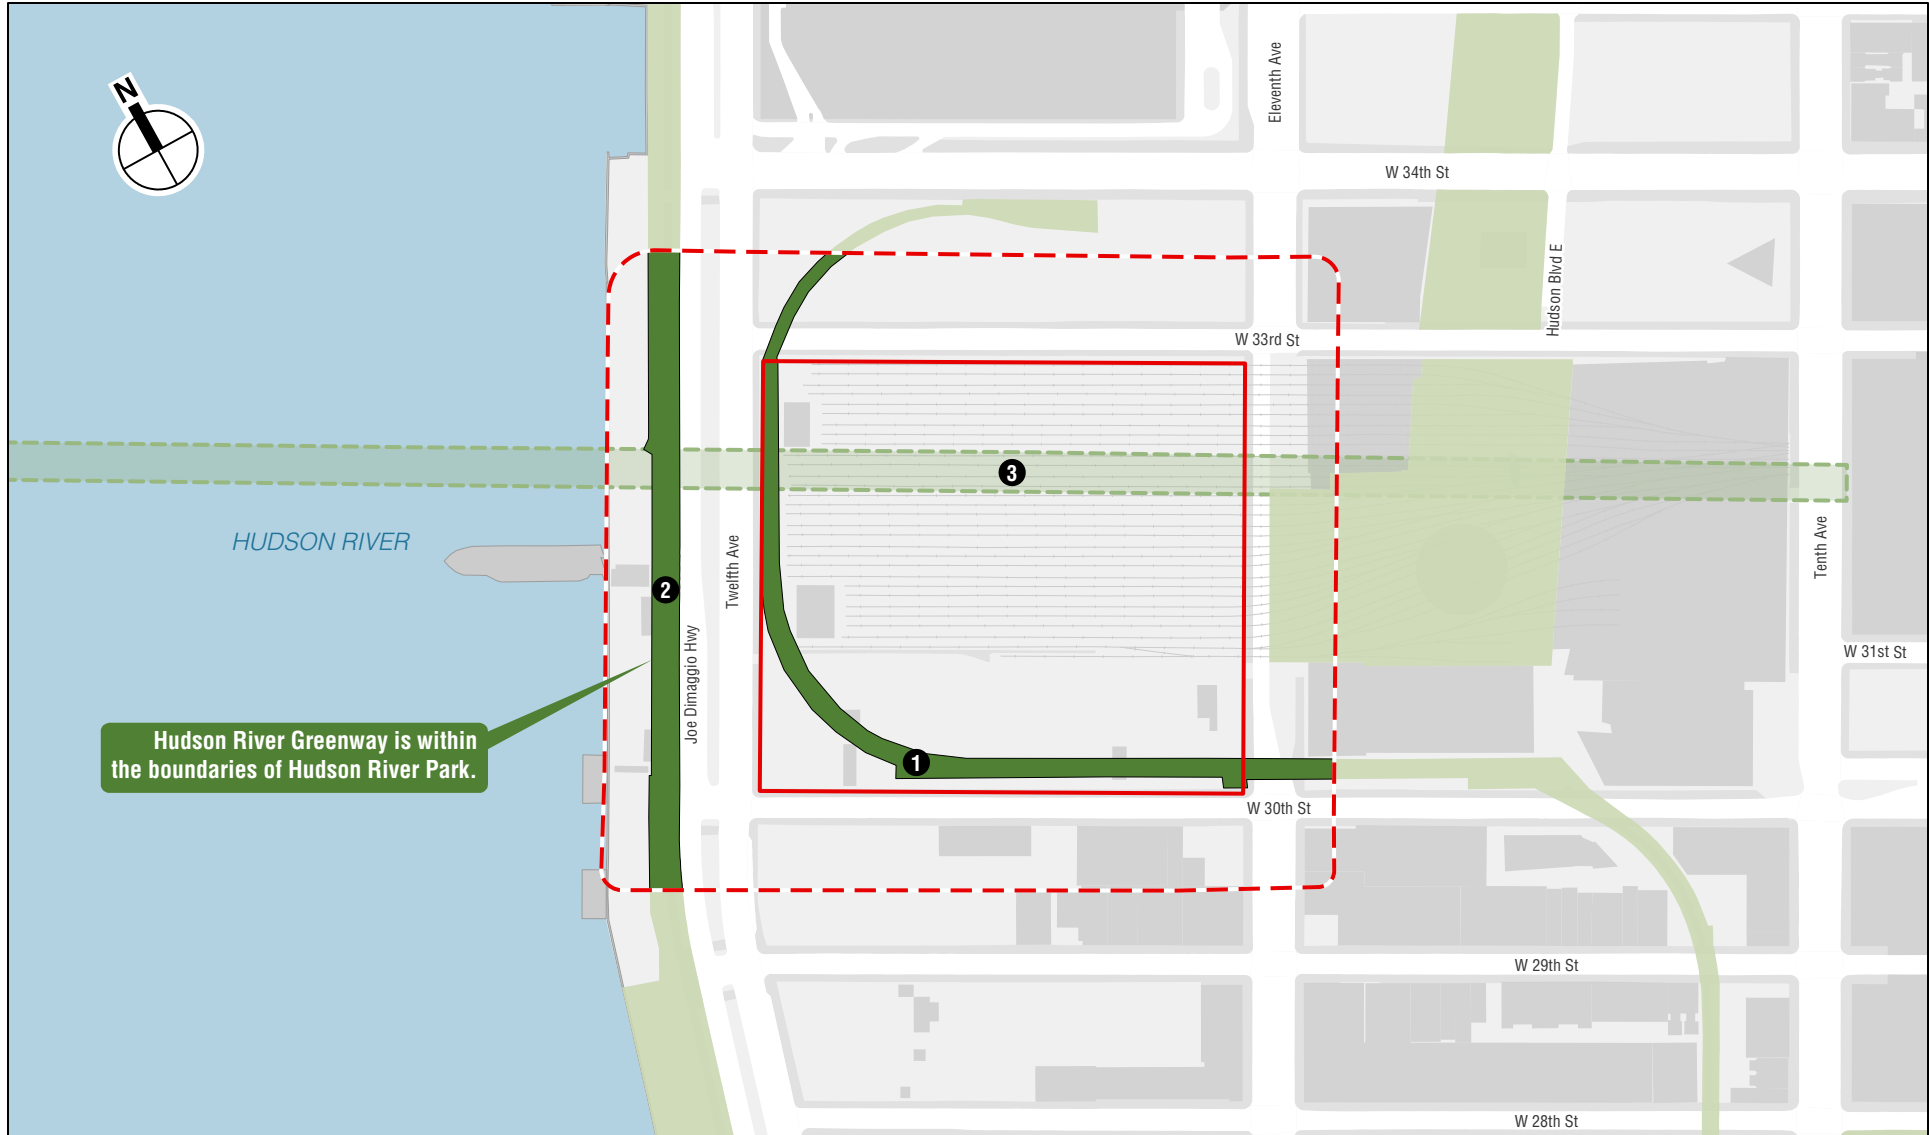 N
Eleventh Ave
W 34th St
Hudson Blvd E
W 33rd St
3
HUDSON RIVER
Twelfth Ave
Tenth Ave
2
Joe Dimaggio Hwy
W 31st St
Hudson River Greenway is within
the boundaries of Hudson River Park.
1
W 30th St
W 29th St
W 28th St